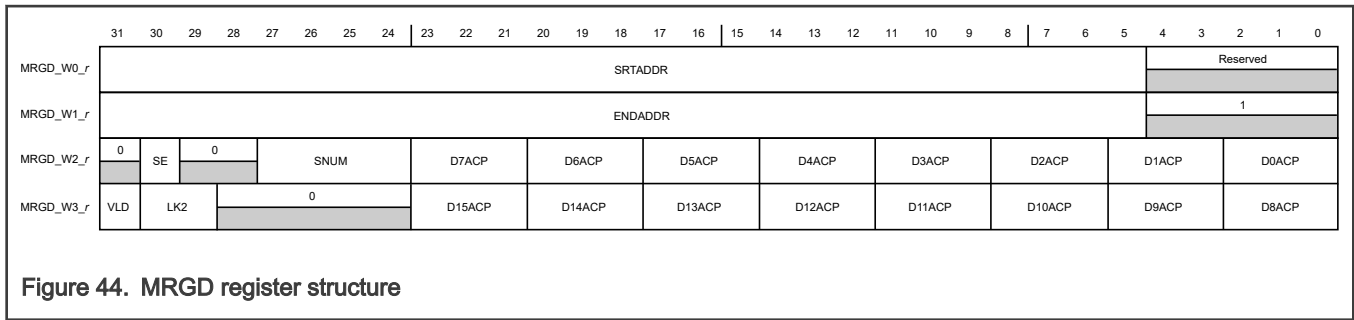 31 30 29 28 27 26 25 24 23 22 21 20 19 18 17 16 15 14 13 12 11 10 9 8 7 6 5 4 3 2 1 0
MRGD_W0_r SRTADDR Reserved
MRGD_W1_r ENDADDR 1
MRGD_W2_r 0 SE 0 SNUM D7ACP D6ACP D5ACP D4ACP D3ACP D2ACP D1ACP D0ACP
MRGD_W3_r VLD LK2 0 D15ACP D14ACP D13ACP D12ACP D11ACP D10ACP D9ACP D8ACP
Figure 44. MRGD register structure